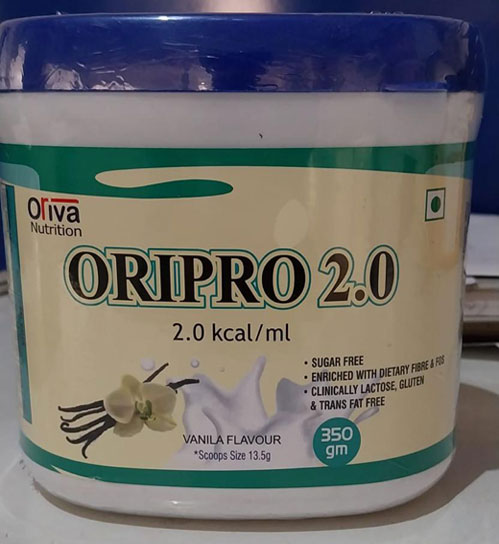 Oriva
Nutrition
ORIPRO 2.0
2.0 kcal/ml
• SUGAR FREE
• ENRICHED WITH DIETARY FIBRE & FOS
• CLINICALLY LACTOSE, GLUTEN
& TRANS FAT FREE
VANILA FLAVOUR
*Scoops Size 13.5g
350
gm